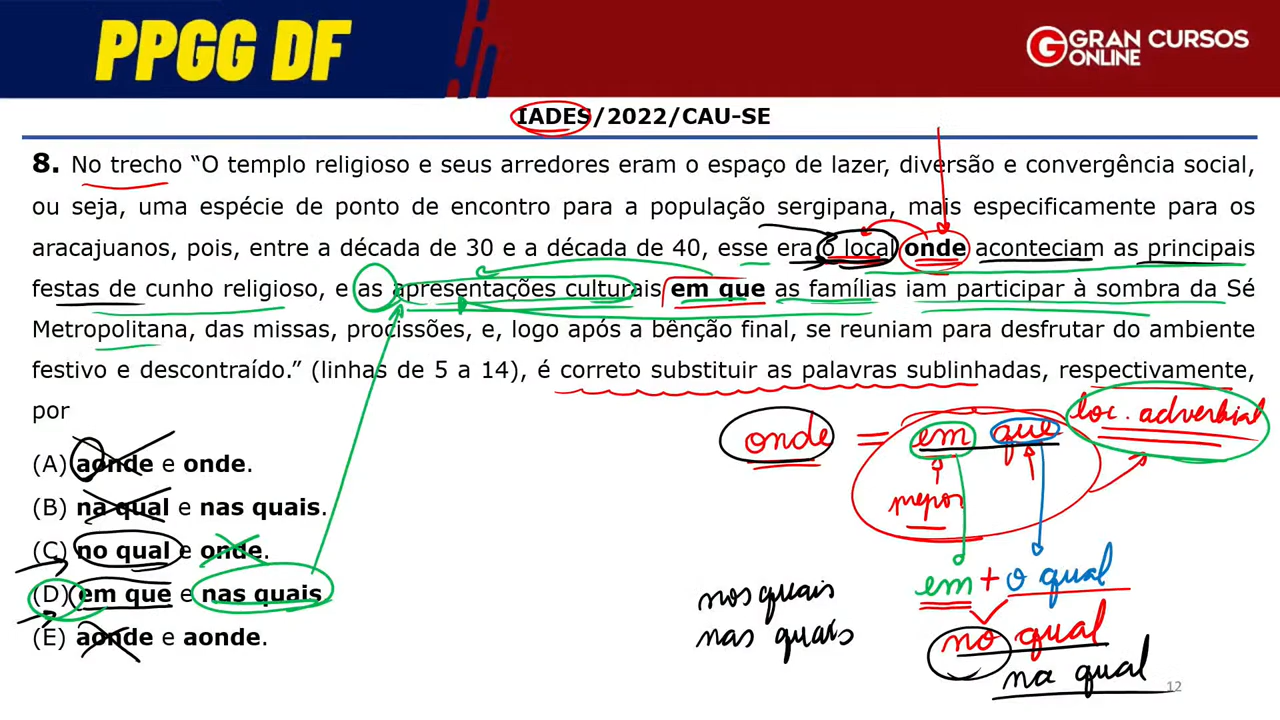 PPGG DF
GRAN CURSOS
ONLINE
IADES/2022/CAU-SE
8. No trecho “O templo religioso e seus arredores eram o espaço de lazer, diversão e convergência social,
ou seja, uma espécie de ponto de encontro para a população sergipana, mais especificamente para os
aracajuanos, pois, entre a década de 30 e a década de 40, esse era o local onde aconteciam as principais
festas de cunho religioso, e as apresentações culturais em que as famílias iam participar à sombra da Sé
Metropolitana, das missas, procissões, e, logo após a bênção final, se reuniam para desfrutar do ambiente
festivo e descontraído.” (linhas de 5 a 14), é correto substituir as palavras sublinhadas, respectivamente,
por
loc. adverbial
onde = em que
(A) aonde e onde.
(B) na qual e nas quais.
prepos
(C) no qual e onde.
(D) em que e nas quais.
em + o qual
nos quais
(E) aonde e aonde.
nas quais
no qual
na qual
12